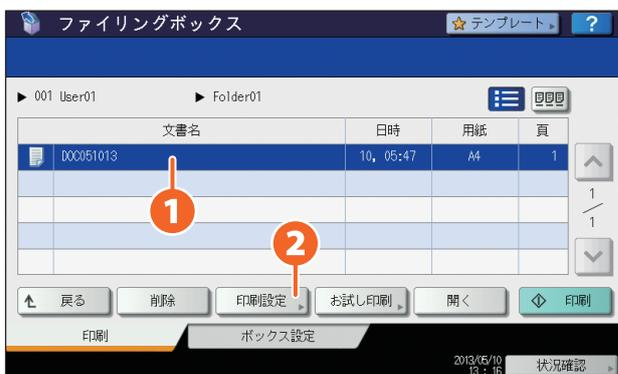 ファイリングボックス
テンプレート
?
001 User01 Folder01
文書名 日時 用紙 頁
DOC051013 10, 05:47 A4 1
1
2
1
1
戻る 削除 印刷設定 お試し印刷 開く 印刷
印刷 ボックス設定
2013/05/10
13 : 16
状況確認